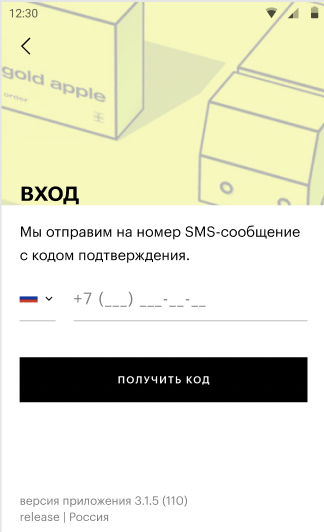 12:30
gold apple
order
ВХОД
Мы отправим на номер SMS-сообщение
с кодом подтверждения.
+7 (___) ___-__-__
ПОЛУЧИТЬ КОД
версия приложения 3.1.5 (110)
release | Россия